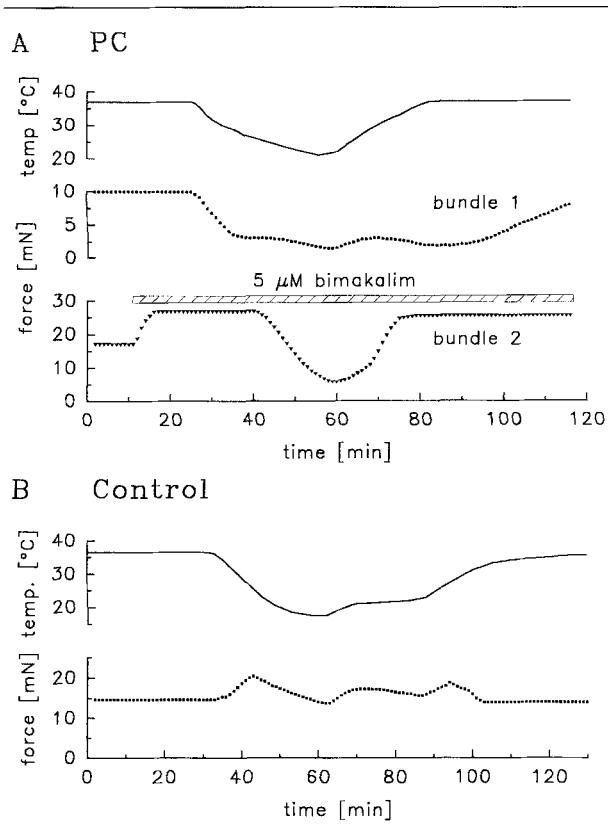 A PC
temp [°C]
40
30
20
force [mN]
10
5
0
bundle 1
5 µM bimakalim
30
20
10
0
bundle 2
0 20 40 60 80 100 120
time [min]
B Control
temp. [°C]
40
30
20
force [mN]
20
10
0
0 20 40 60 80 100 120
time [min]